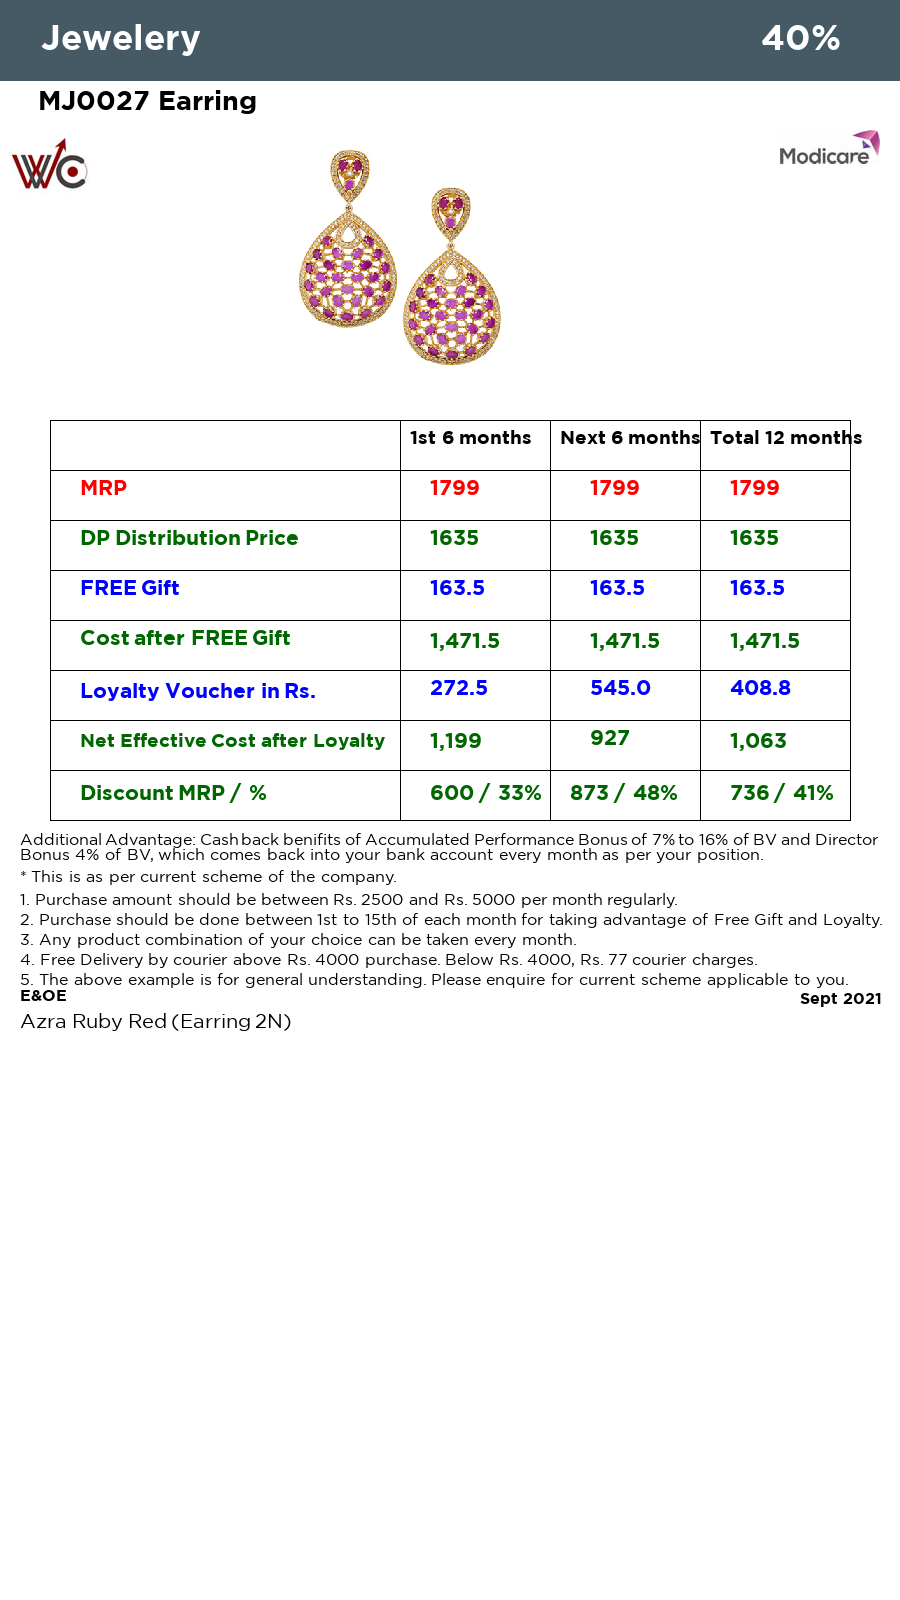 Jewelery 40%
MJ0027 Earring
WC
Modicare
1st 6 months Next 6 months Total 12 months
MRP 1799 1799 1799
DP Distribution Price 1635 1635 1635
FREE Gift 163.5 163.5 163.5
Cost after FREE Gift 1,471.5 1,471.5 1,471.5
Loyalty Voucher in Rs. 272.5 545.0 408.8
Net Effective Cost after Loyalty 1,199 927 1,063
Discount MRP / % 600 / 33% 873 / 48% 736 / 41%
Additional Advantage: Cashback benifits of Accumulated Performance Bonus of 7% to 16% of BV and Director
Bonus 4% of BV, which comes back into your bank account every month as per your position.
* This is as per current scheme of the company.
1. Purchase amount should be between Rs. 2500 and Rs. 5000 per month regularly.
2. Purchase should be done between 1st to 15th of each month for taking advantage of Free Gift and Loyalty.
3. Any product combination of your choice can be taken every month.
4. Free Delivery by courier above Rs. 4000 purchase. Below Rs. 4000, Rs. 77 courier charges.
5. The above example is for general understanding. Please enquire for current scheme applicable to you.
E&OE Sept 2021
Azra Ruby Red (Earring 2N)